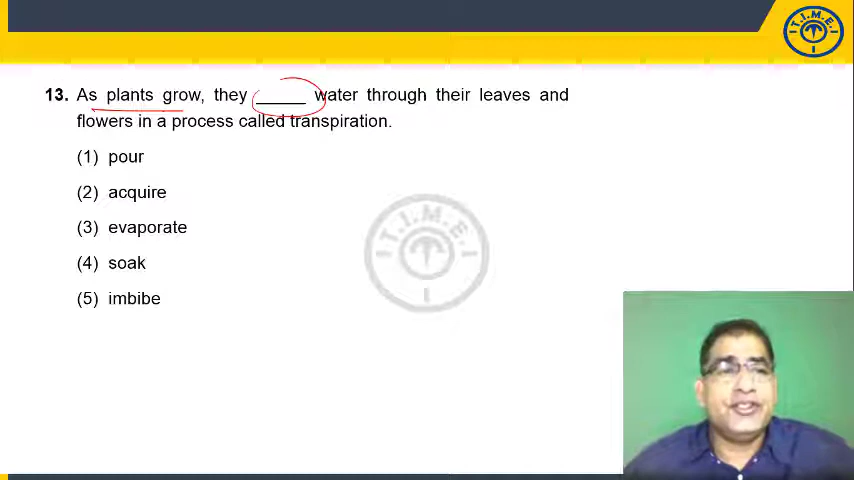 T.I.M.E
13. As plants grow, they _____ water through their leaves and
flowers in a process called transpiration.
(1) pour
(2) acquire
(3) evaporate
(4) soak
(5) imbibe
T.I.M.E